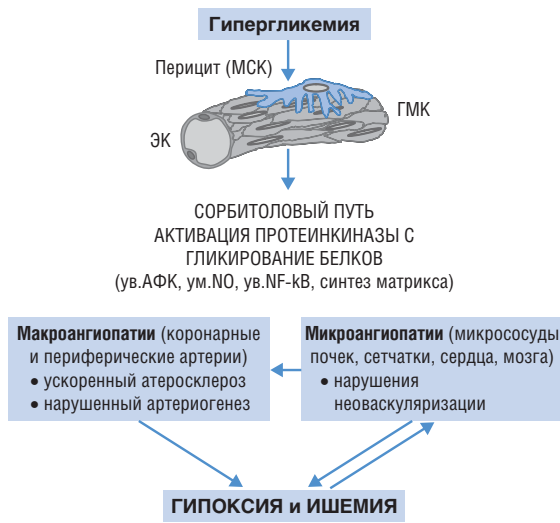 Гипергликемия
Перицит (МСК)
ГМК
ЭК
СОРБИТОЛОВЫЙ ПУТЬ
АКТИВАЦИЯ ПРОТЕИНКИНАЗЫ С
ГЛИКИРОВАНИЕ БЕЛКОВ
(ув.АФК, ум.NO, ув.NF-kB, синтез матрикса)
Макроангиопатии (коронарные
и периферические артерии)
• ускоренный атеросклероз
• нарушенный артериогенез
Микроангиопатии (микрососуды
почек, сетчатки, сердца, мозга)
• нарушения
неоваскуляризации
ГИПОКСИЯ и ИШЕМИЯ